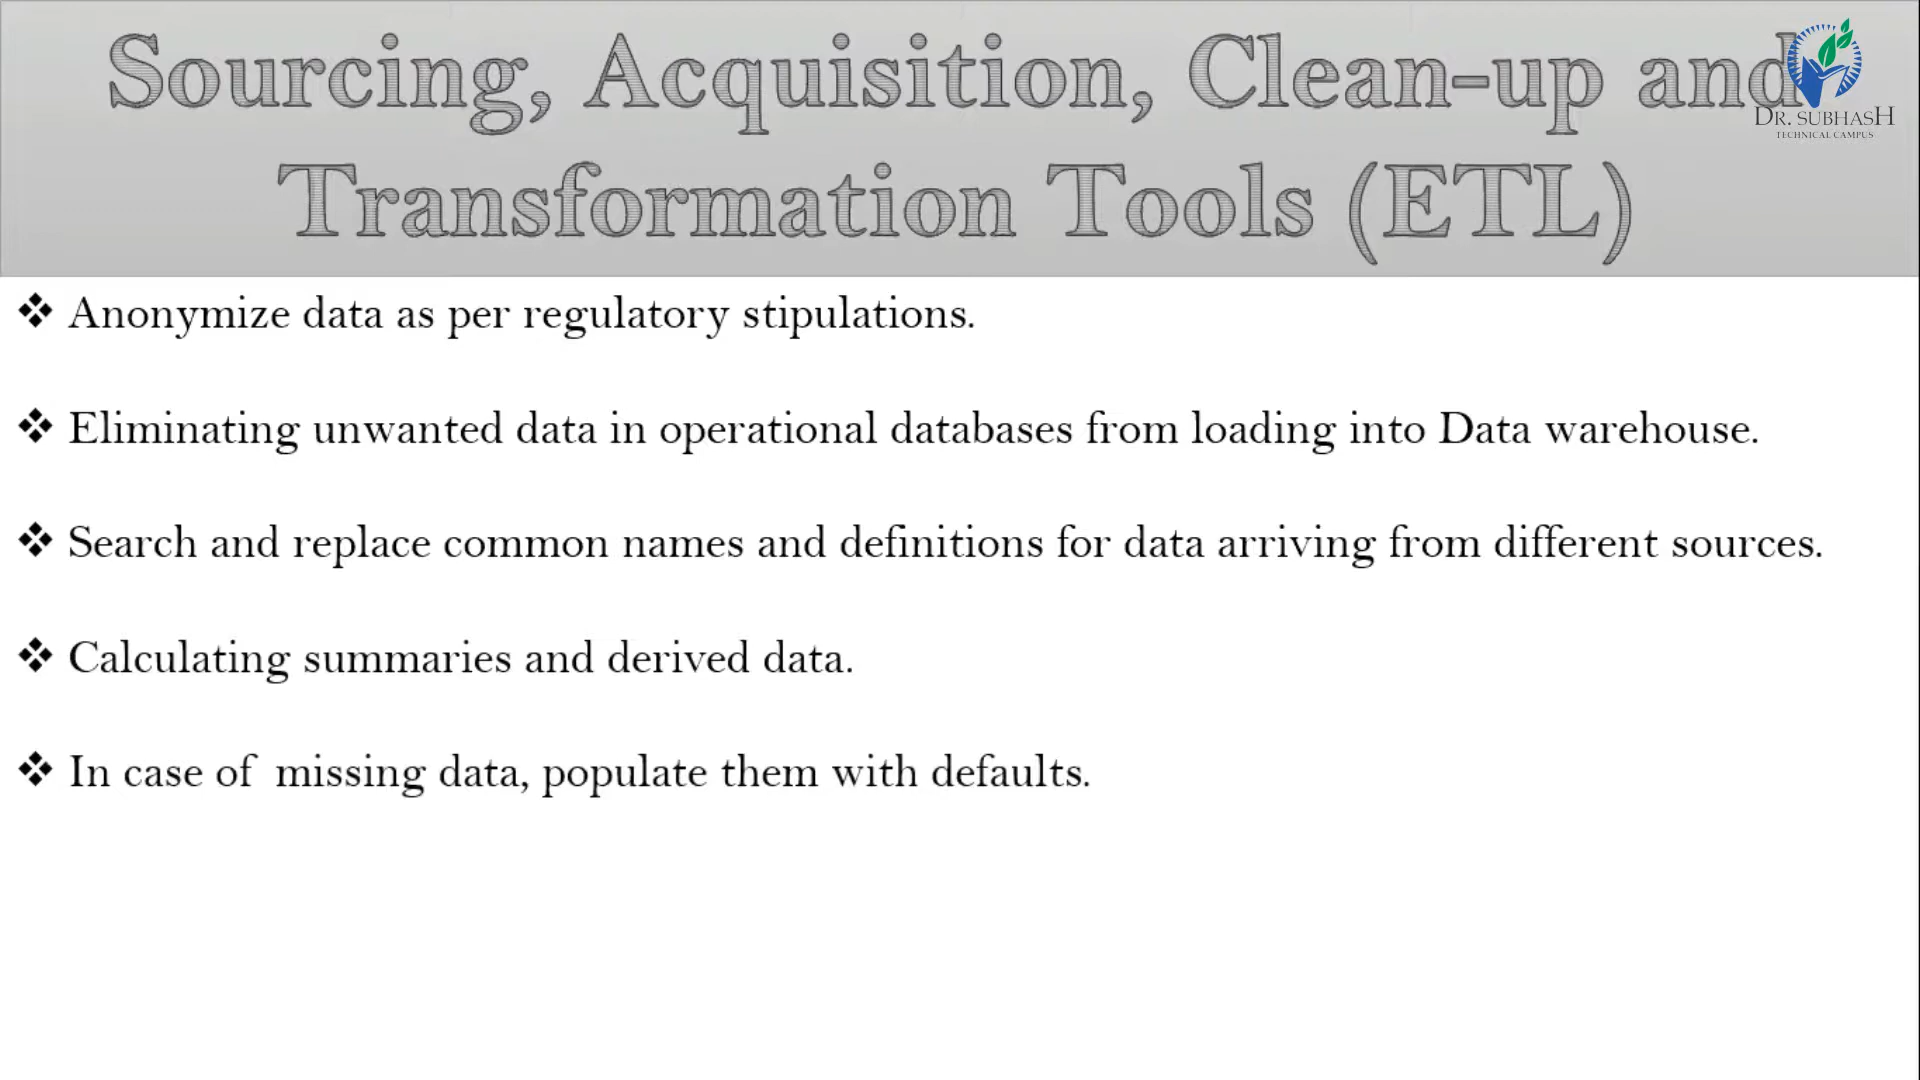 Sourcing, Acquisition, Clean-up and
Transformation Tools (ETL)
DR. SUBHASH
TECHNICAL CAMPUS
❖ Anonymize data as per regulatory stipulations.
❖ Eliminating unwanted data in operational databases from loading into Data warehouse.
❖ Search and replace common names and definitions for data arriving from different sources.
❖ Calculating summaries and derived data.
❖ In case of missing data, populate them with defaults.